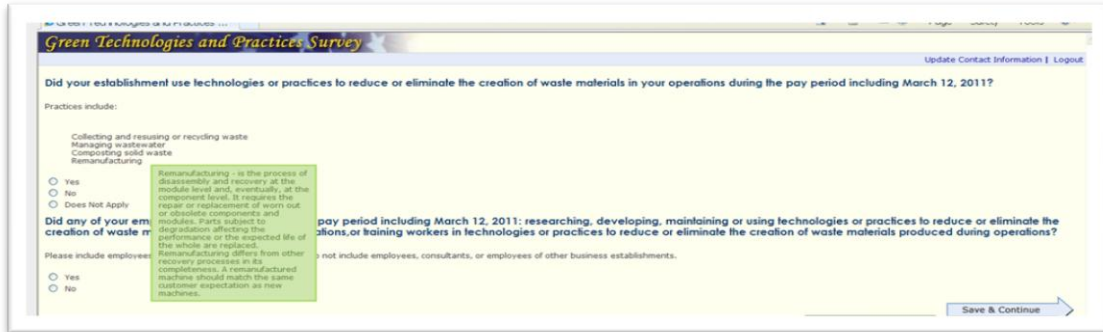 Green Technologies and Practices ...
Page Safety Tools
Green Technologies and Practices Survey
Update Contact Information | Logout
Did your establishment use technologies or practices to reduce or eliminate the creation of waste materials in your operations during the pay period including March 12, 2011?
Practices include:
Collecting and resusing or recycling waste
Managing wastewater
Composting solid waste
Remanufacturing
Yes
No
Does Not Apply
Remanufacturing - is the process of
disassembly and recovery at the
module level and, eventually, at the
component level. It requires the
repair or replacement of worn out
or obsolete components and
modules. Parts subject to
degradation affecting the
performance or the expected life of
the whole are replaced.
Remanufacturing differs from other
recovery processes in its
completeness. A remanufactured
machine should match the same
customer expectation as new
machines.
Did any of your em pay period including March 12, 2011: researching, developing, maintaining or using technologies or practices to reduce or eliminate the
creation of waste m ations,or training workers in technologies or practices to reduce or eliminate the creation of waste materials produced during operations?
Please include employees not include employees, consultants, or employees of other business establishments.
Yes
No
Save & Continue